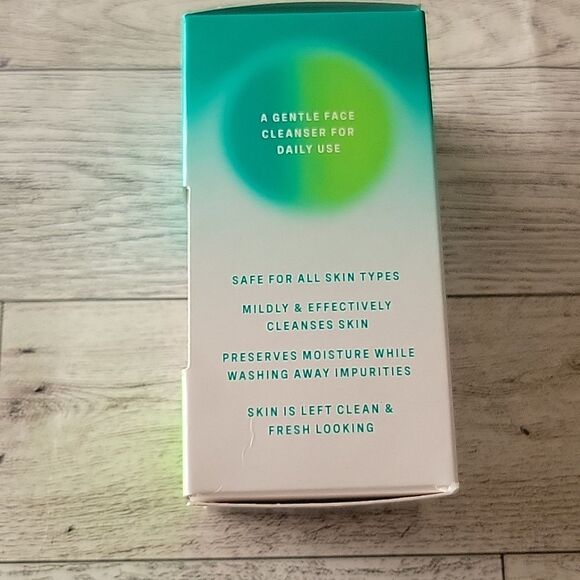 A GENTLE FACE
CLEANSER FOR
DAILY USE
SAFE FOR ALL SKIN TYPES
MILDLY & EFFECTIVELY
CLEANSES SKIN
PRESERVES MOISTURE WHILE
WASHING AWAY IMPURITIES
SKIN IS LEFT CLEAN &
FRESH LOOKING